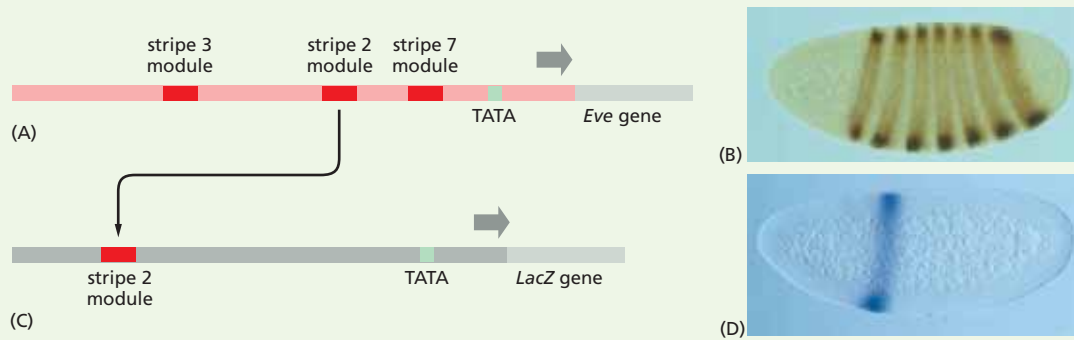 stripe 3
module
stripe 2
module
stripe 7
module
TATA
Eve gene
(A)
(B)
stripe 2
module
TATA
LacZ gene
(C)
(D)